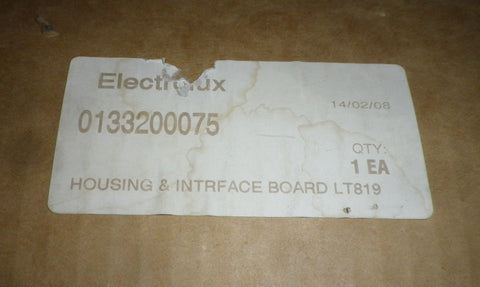 Electrolux
14/02/08
0133200075
QTY:
1 EA
HOUSING & INTRFACE BOARD LT819